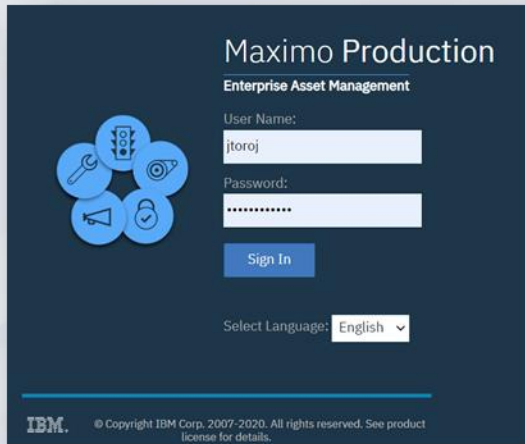 Maximo Production
Enterprise Asset Management
User Name:
jtoroj
Password:
••••••••••••
Sign In
Select Language: English
IBM. © Copyright IBM Corp. 2007-2020. All rights reserved. See product
license for details.